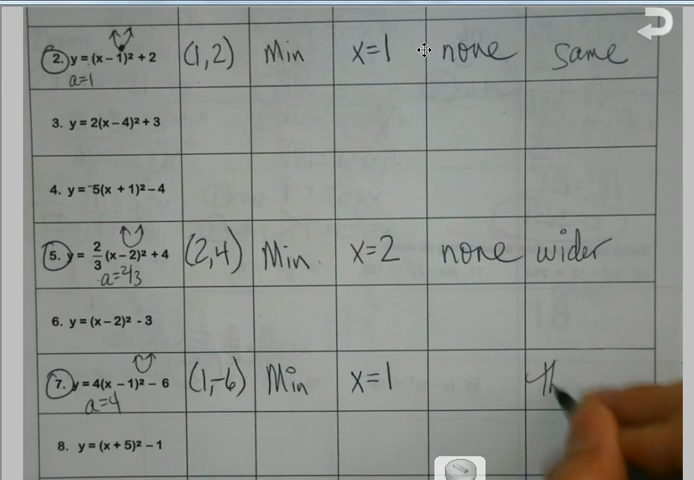 2. y = (x – 1)² + 2 (1,2) Min x=1 none same
a=1
3. y = 2(x – 4)² + 3
4. y = ⁻5(x + 1)² – 4
5. y = 2/3 (x – 2)² + 4 (2,4) Min. x=2 none wider
a=2/3
6. y = (x – 2)² - 3
7. y = 4(x – 1)² – 6 (1,-6) Min x=1 th
a=4
8. y = (x + 5)² – 1